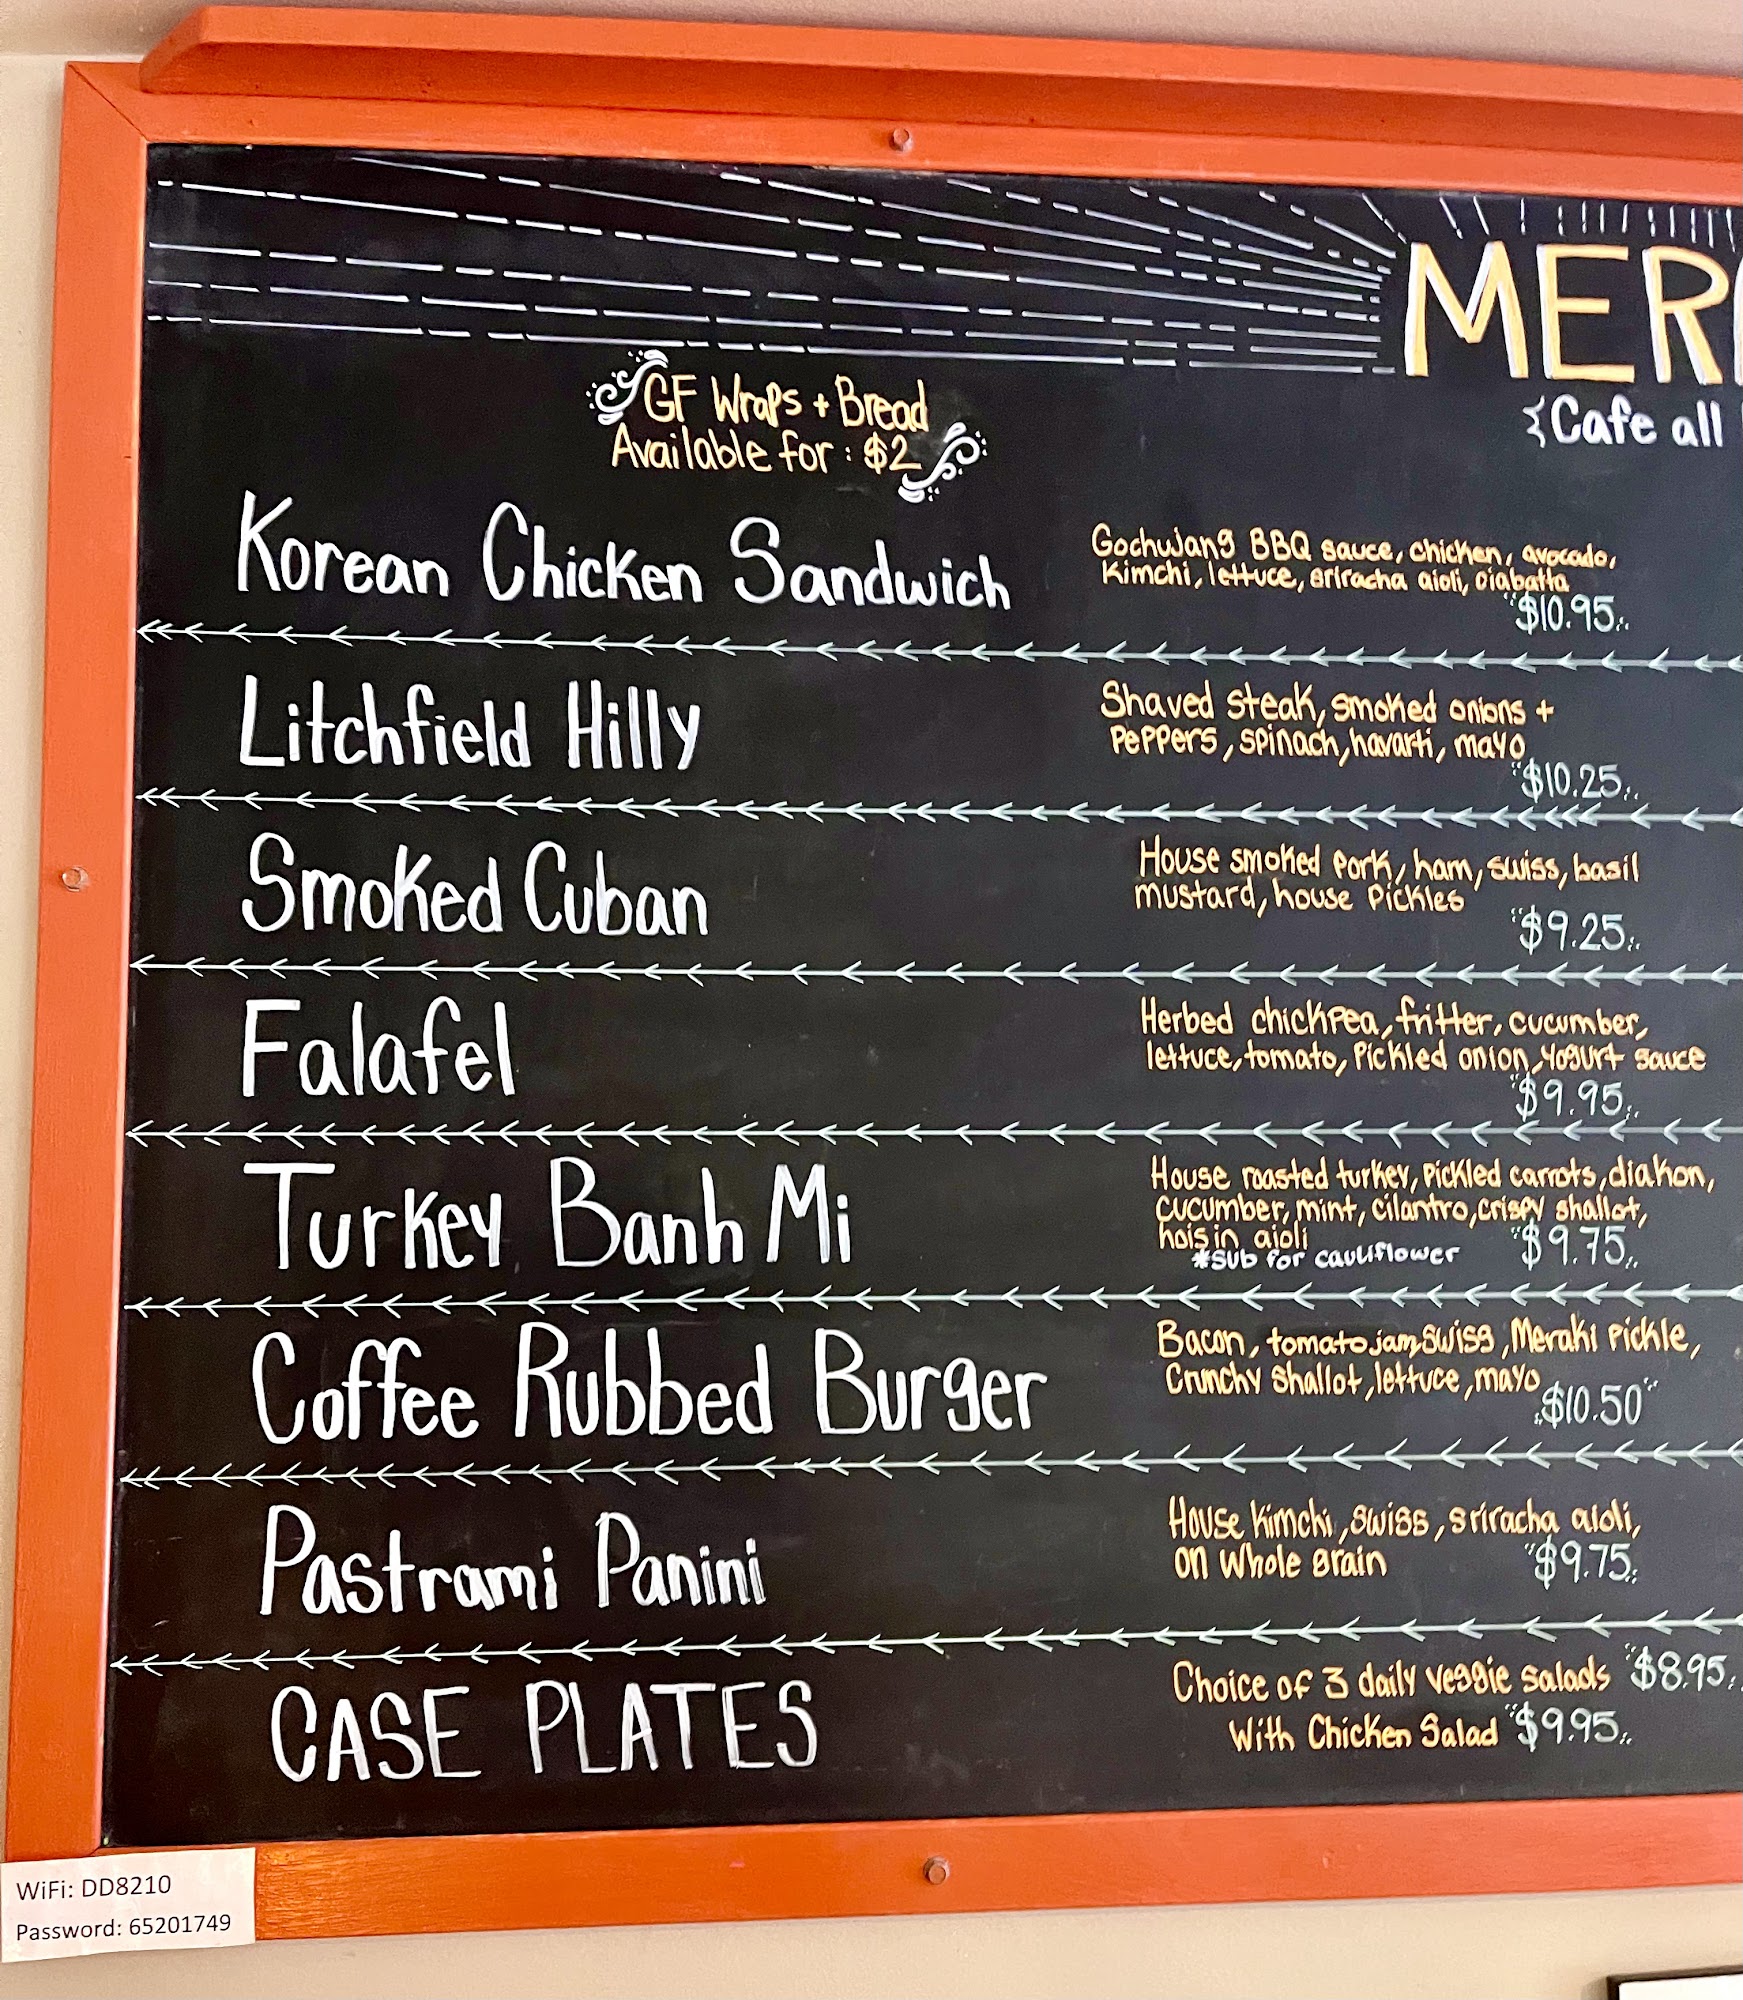 MER
{Cafe all
GF Wraps + Bread
Available for : $2
Korean Chicken Sandwich
Gochujang BBQ sauce, chicken, avocado,
Kimchi, lettuce, sriracha aioli, ciabatta
$10.95
Litchfield Hilly
Shaved steak, smoked onions +
Peppers, spinach, havarti, mayo
$10.25
Smoked Cuban
House smoked pork, ham, swiss, basil
mustard, house pickles
$9.25
Falafel
Herbed chickpea, fritter, cucumber,
lettuce, tomato, Pickled onion, yogurt sauce
$9.95
Turkey Banh Mi
House roasted turkey, pickled carrots, diakon,
cucumber, mint, cilantro, crispy shallot,
hoisin aioli
*sub for cauliflower $9.75
Coffee Rubbed Burger
Bacon, tomato jam, swiss, Meraki Pickle,
Crunchy shallot, lettuce, mayo
$10.50
Pastrami Panini
House kimchi, swiss, sriracha aioli,
on whole grain $9.75
CASE PLATES
Choice of 3 daily veggie salads $8.95
With Chicken Salad $9.95
WiFi: DD8210
Password: 65201749